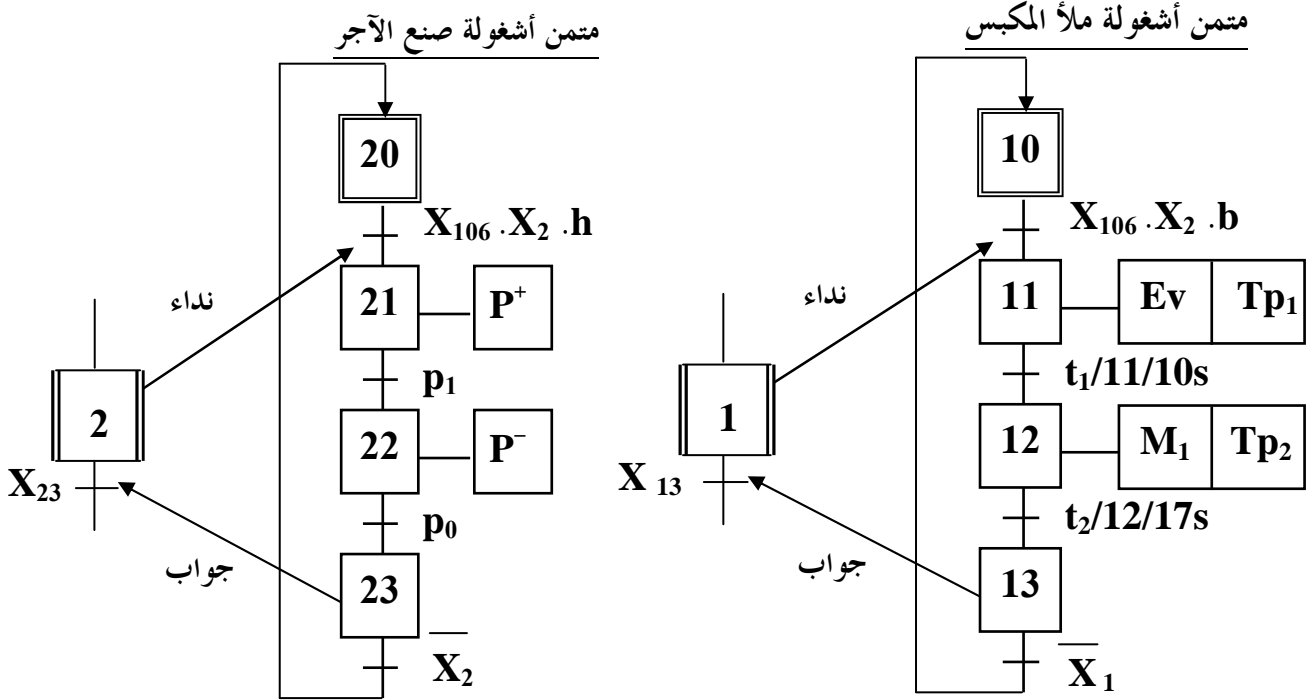 متمن أشغولة ملأ المكبس
10
X₁₀₆ .X₂ .b
نداء
11 Ev Tp₁
t₁/11/10s
1
12 M₁ Tp₂
X ₁₃
t₂/12/17s
جواب
13
X̅ ₁
متمن أشغولة صنع الآجر
20
X₁₀₆ .X₂ .h
نداء
21 P⁺
p₁
2
22 P⁻
X₂₃
p₀
جواب
23
X̅₂